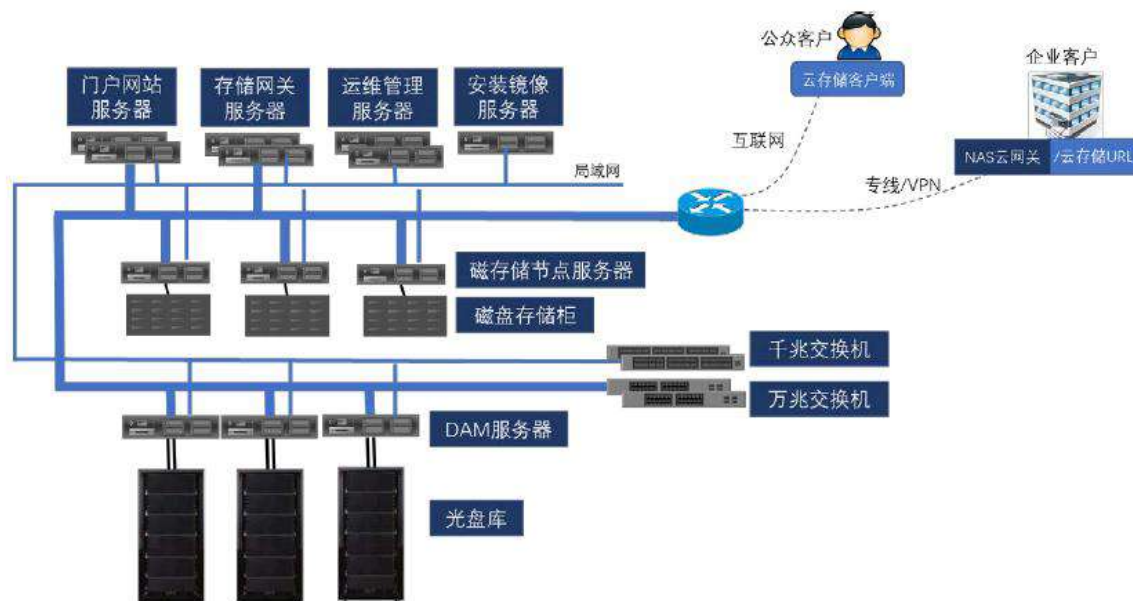 公众客户
云存储客户端
企业客户
NAS云网关
/云存储URL
互联网
专线/VPN
门户网站
服务器
存储网关
服务器
运维管理
服务器
安装镜像
服务器
局域网
磁存储节点服务器
磁盘存储柜
千兆交换机
万兆交换机
DAM服务器
光盘库